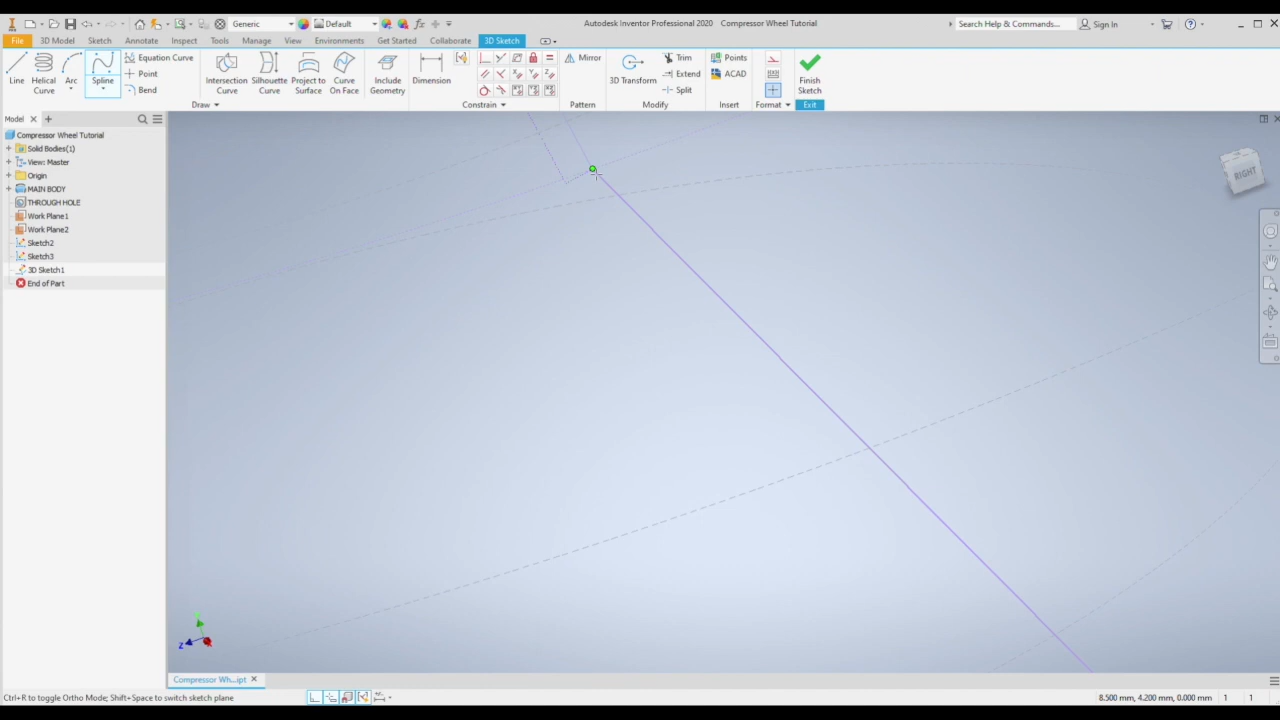 Generic Default fx Autodesk Inventor Professional 2020 Compressor Wheel Tutorial Search Help & Commands... Sign In
File 3D Model Sketch Annotate Inspect Tools Manage View Environments Get Started Collaborate 3D Sketch
Line Helical Curve Arc Spline Equation Curve Point Bend
Intersection Curve Silhouette Curve Project to Surface Curve On Face Include Geometry Dimension
Mirror 3D Transform Trim Extend Split Points ACAD Finish Sketch
Draw Constrain Pattern Modify Insert Format Exit
Model
Compressor Wheel Tutorial
Solid Bodies(1)
View: Master
Origin
MAIN BODY
THROUGH HOLE
Work Plane1
Work Plane2
Sketch2
Sketch3
3D Sketch1
End of Part
RIGHT
Z
Compressor Wh...ipt
Ctrl+R to toggle Ortho Mode; Shift+Space to switch sketch plane 8.500 mm, 4.200 mm, 0.000 mm 1 1